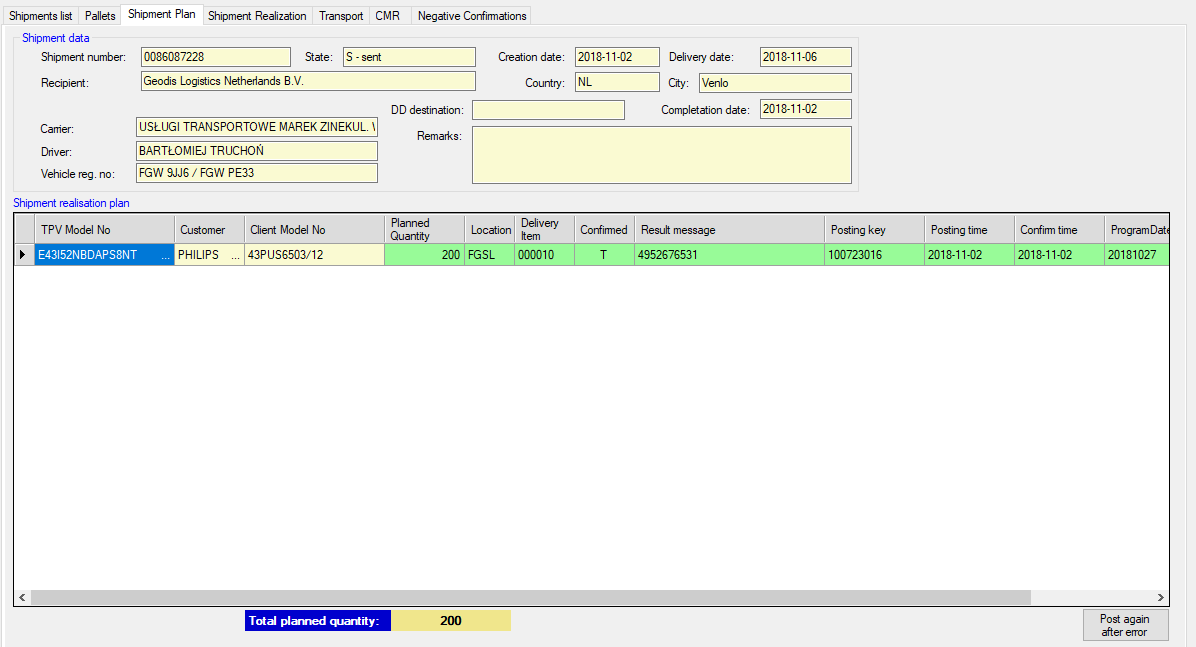 Shipments list Pallets Shipment Plan Shipment Realization Transport CMR Negative Confirmations
Shipment data
Shipment number: 0086087228 State: S - sent Creation date: 2018-11-02 Delivery date: 2018-11-06
Recipient: Geodis Logistics Netherlands B.V. Country: NL City: Venlo
DD destination: Completation date: 2018-11-02
Carrier: USŁUGI TRANSPORTOWE MAREK ZINEKUL. Remarks:
Driver: BARTŁOMIEJ TRUCHOŃ
Vehicle reg. no: FGW 9JJ6 / FGW PE33
Shipment realisation plan
TPV Model No Customer Client Model No Planned Quantity Location Delivery Item Confirmed Result message Posting key Posting time Confirm time ProgramDate
E43I52NBDAPS8NT ... PHILIPS ... 43PUS6503/12 200 FGSL 000010 T 4952676531 100723016 2018-11-02 2018-11-02 20181027
Total planned quantity: 200
Post again
after error